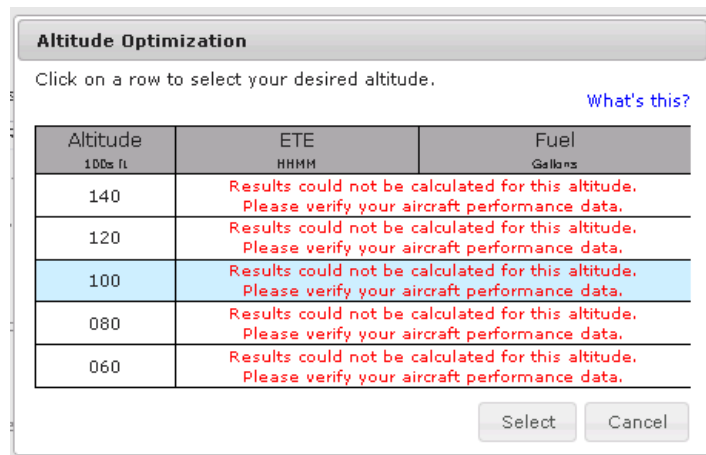 Altitude Optimization
Click on a row to select your desired altitude.
What's this?
Altitude ETE Fuel
100s ft HHMM Gallons
140 Results could not be calculated for this altitude.
Please verify your aircraft performance data.
120 Results could not be calculated for this altitude.
Please verify your aircraft performance data.
100 Results could not be calculated for this altitude.
Please verify your aircraft performance data.
080 Results could not be calculated for this altitude.
Please verify your aircraft performance data.
060 Results could not be calculated for this altitude.
Please verify your aircraft performance data.
Select Cancel